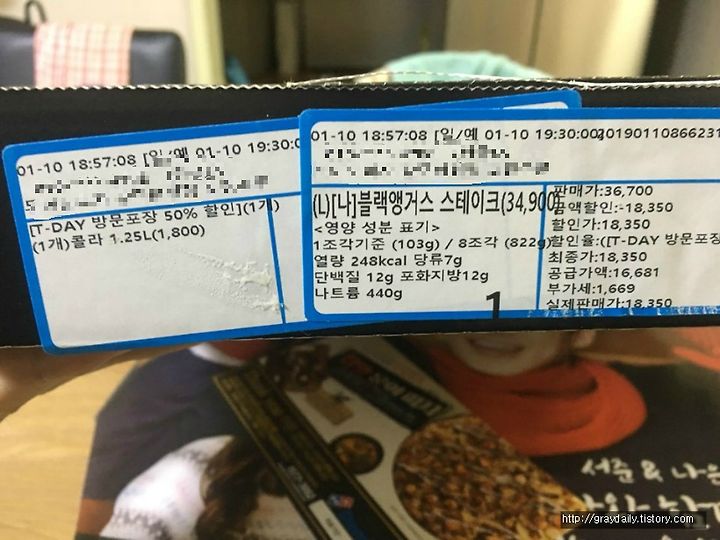 01-10 18:57:08 [일/예 01-10 19:30:0
[T-DAY 방문포장 50% 할인](1개)
(1개)콜라 1.25L(1,800)
01-10 18:57:08 [일/예 01-10 19:30:00]
(L)[나]블랙앵거스 스테이크(34,900)
<영양 성분 표기>
1조각기준 (103g) / 8조각 (822g)
열량 248kcal 당류7g
단백질 12g 포화지방12g
나트륨 440g
1
판매가:36,700
금액할인:-18,350
할인가:18,350
할인율:([T-DAY 방문포장
최종가:18,350
공급가액:16,681
부가세:1,669
실제판매가:18,350
서준 & 나은
http://graydaily.tistory.com